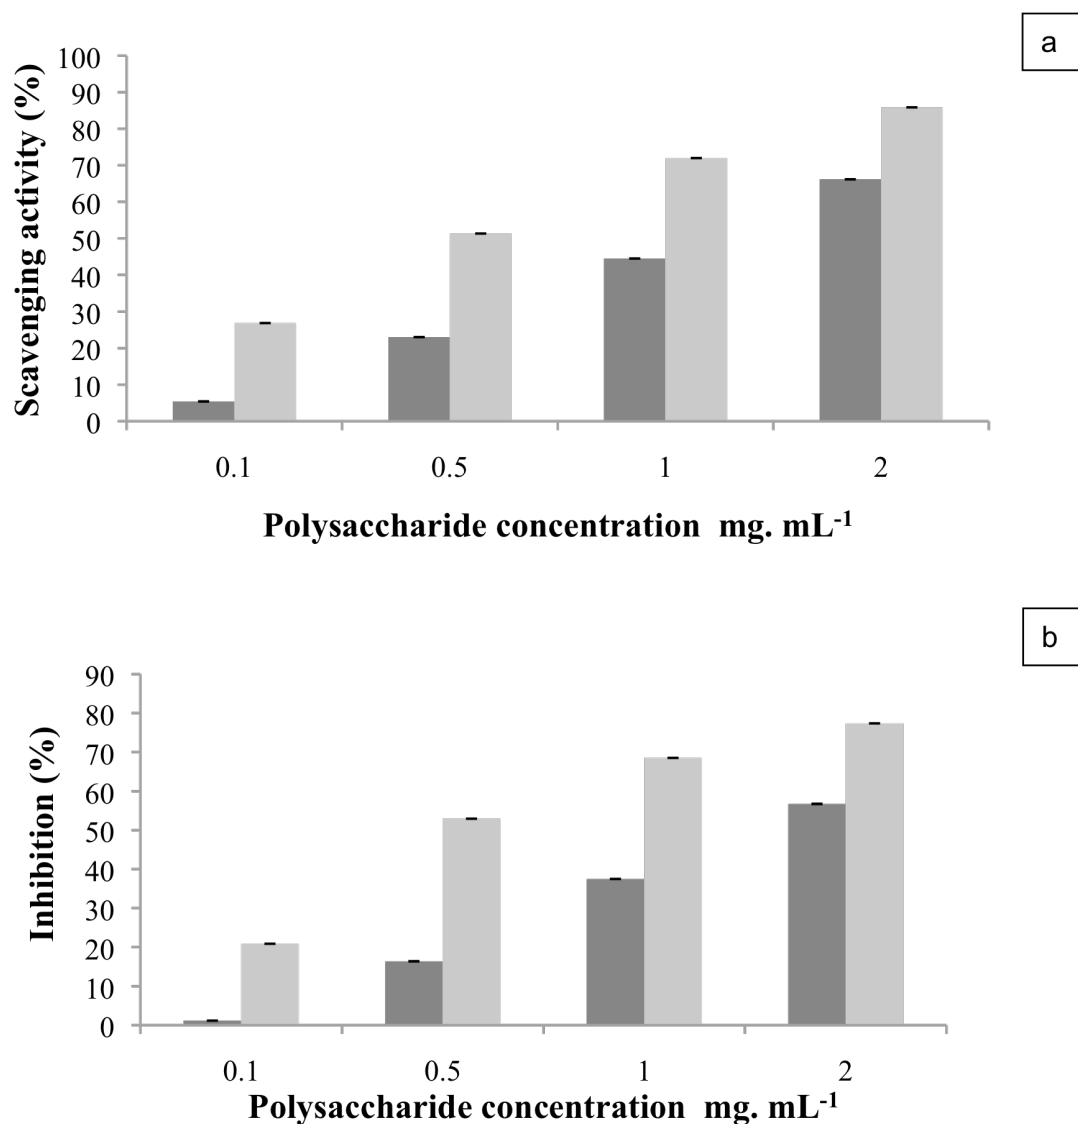 a
Scavenging activity (%)
100
90
80
70
60
50
40
30
20
10
0
0.1 0.5 1 2
Polysaccharide concentration mg. mL⁻¹
b
Inhibition (%)
90
80
70
60
50
40
30
20
10
0
0.1 0.5 1 2
Polysaccharide concentration mg. mL⁻¹